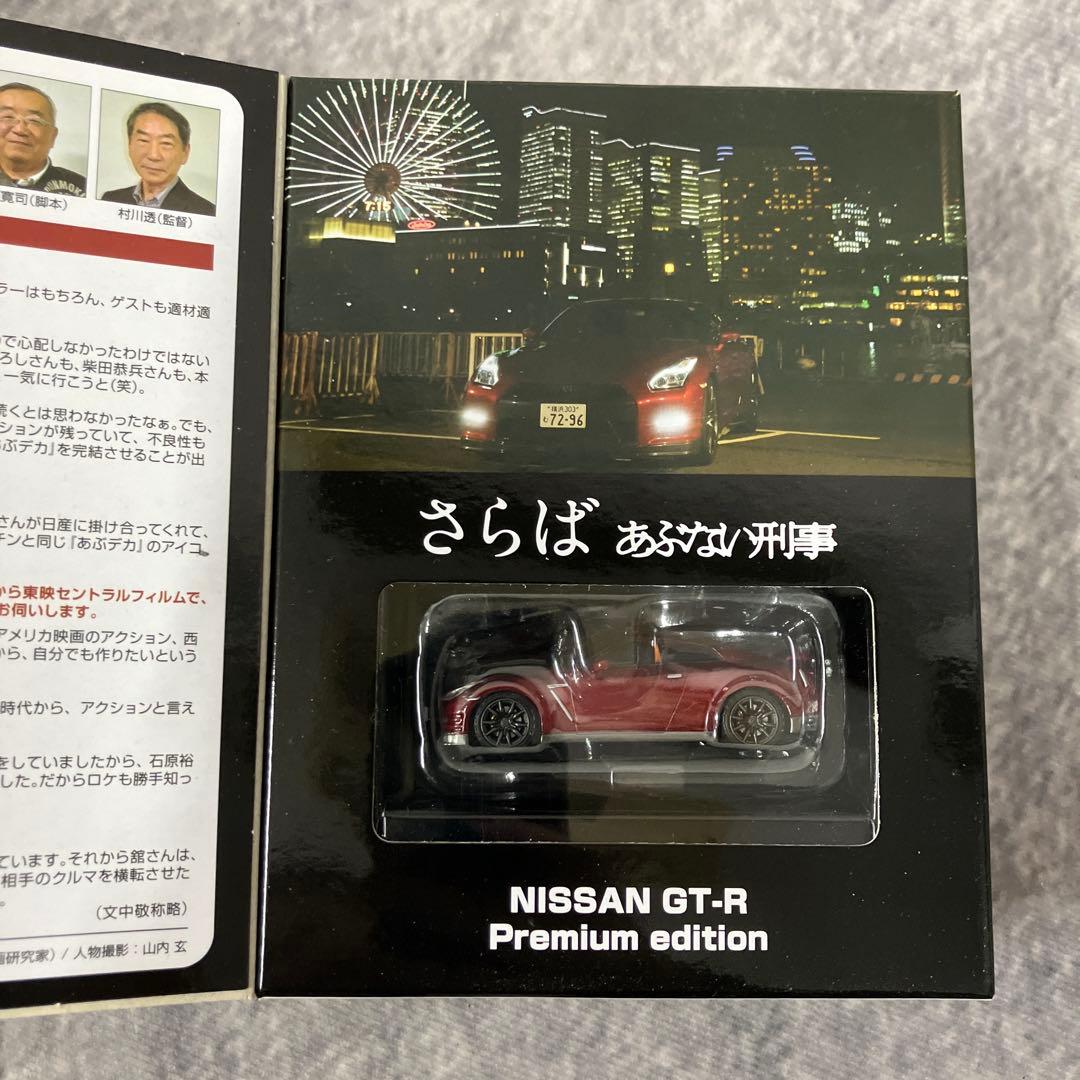 寛司(脚本)
村川透(監督)
ラーはもちろん、ゲストも適材適
で心配しなかったわけではない
ろしさんも、柴田恭兵さんも、本
一気に行こうと(笑)。
続くとは思わなかったなぁ。でも、
ションが残っていて、不良性も
ぶデカ』を完結させることが出
さんが日産に掛け合ってくれて、
チンと同じ『あぶデカ』のアイコ
から東映セントラルフィルムで、
お伺いします。
アメリカ映画のアクション、西
から、自分でも作りたいという
時代から、アクションと言え
をしていましたから、石原裕
した。だからロケも勝手知っ
ています。それから舘さんは、
相手のクルマを横転させた
。
(文中敬称略)
画研究家) / 人物撮影:山内 玄
7:15
横浜 303
む 72-96
さらば あぶない刑事
NISSAN GT-R
Premium edition